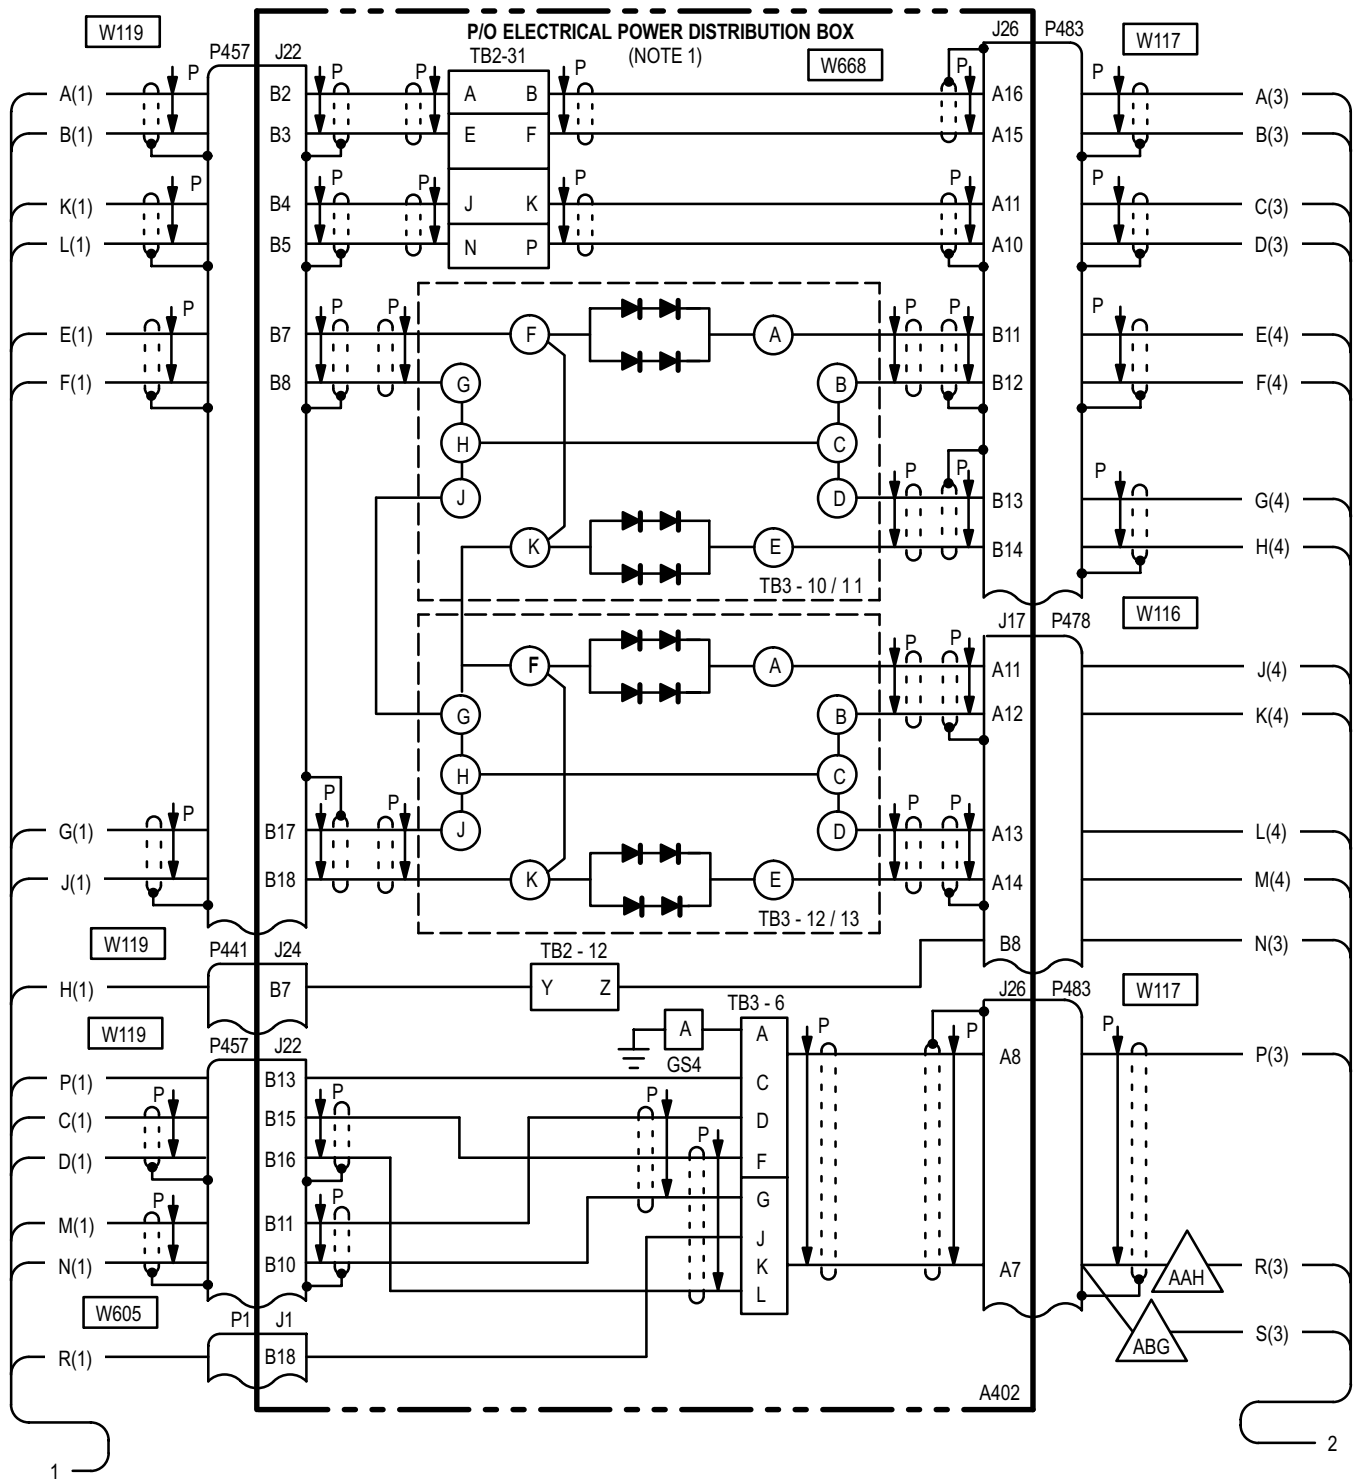 P/O ELECTRICAL POWER DISTRIBUTION BOX
(NOTE 1)
W119
P457 J22
TB2-31
W668
J26 P483
W117
P P P P P P
A(1) B2 A B A16 A(3)
B(1) B3 E F A15 B(3)
P P P P P P
K(1) B4 J K A11 C(3)
L(1) B5 N P A10 D(3)
P P P P P P
E(1) B7 F A B11 E(4)
F(1) B8 G B B12 F(4)
H C
P P P
J D B13 G(4)
K E B14 H(4)
TB3 - 10 / 11
W116
J17 P478
P P
F A A11 J(4)
G B A12 K(4)
H C
P P P P P
G(1) B17 J D A13 L(4)
J(1) B18 K E A14 M(4)
TB3 - 12 / 13
W119
P441 J24
TB2 - 12
B8 N(3)
H(1) B7 Y Z
J26 P483
W117
TB3 - 6
W119
P457 J22
A
GS4
A
P P P
A8 P(3)
P(1) B13 C
P P P
C(1) B15 D
P
D(1) B16 F
P P
G
M(1) B11
J
N(1) B10 K A7 AAH R(3)
L
W605
P1 J1
ABG S(3)
R(1) B18
A402
1
2